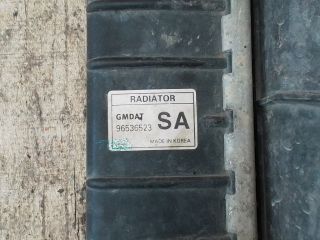 RADIATOR
GMDAT SA
96536523
MADE IN KOREA